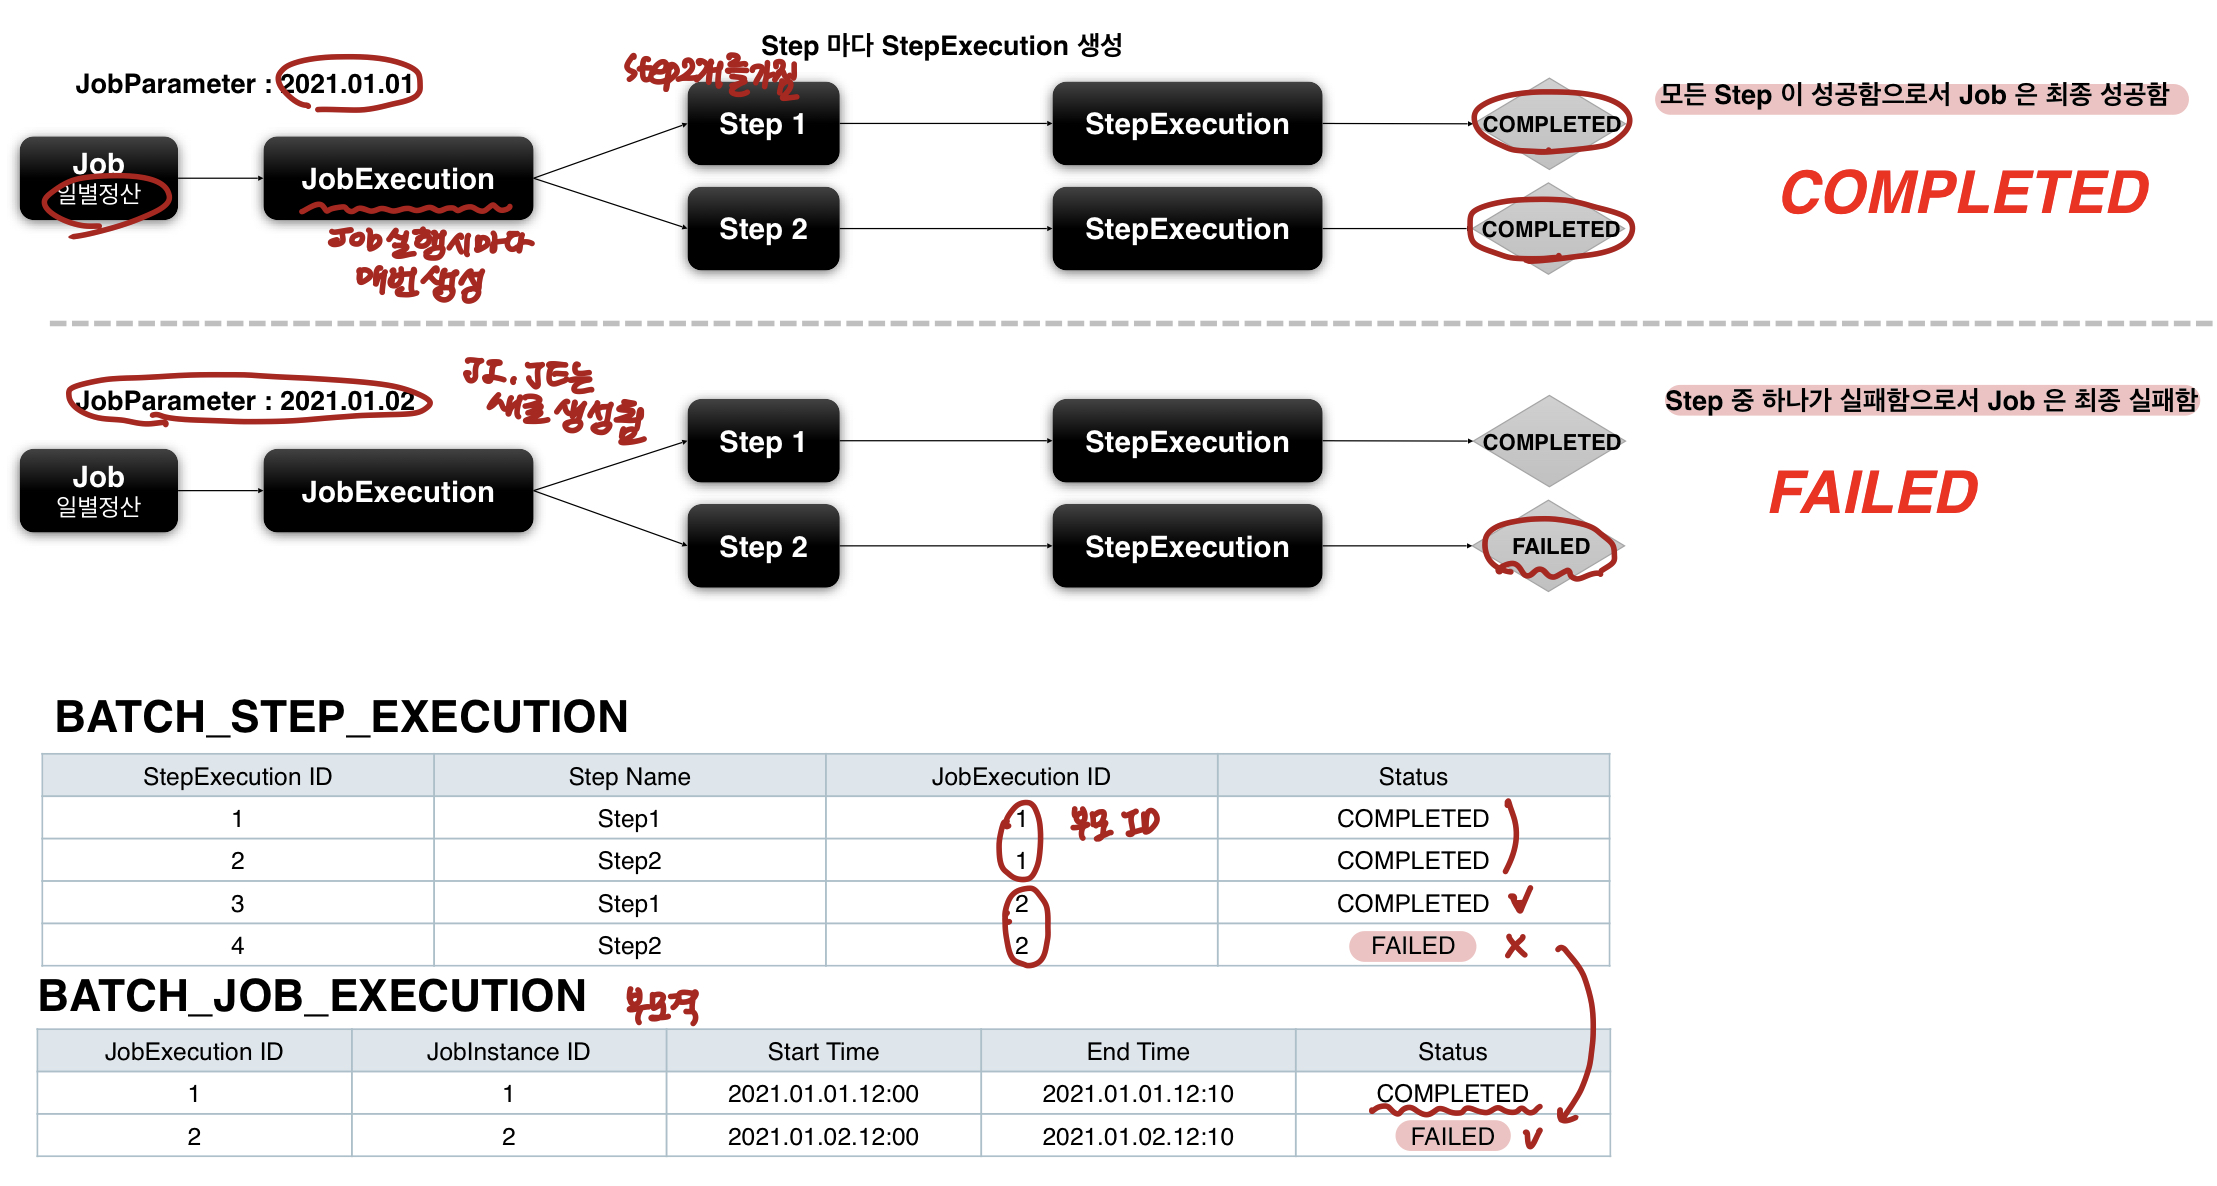 Step 마다 StepExecution 생성
Step 2개를 가짐
JobParameter : 2021.01.01
Job
일별정산
JobExecution
Job 실행시마다
매번 생성
Step 1
StepExecution
COMPLETED
Step 2
StepExecution
COMPLETED
모든 Step 이 성공함으로서 Job 은 최종 성공함
COMPLETED
JobParameter : 2021.01.02
JI, JE는
새로 생성됨
Job
일별정산
JobExecution
Step 1
StepExecution
COMPLETED
Step 2
StepExecution
FAILED
Step 중 하나가 실패함으로서 Job 은 최종 실패함
FAILED
BATCH_STEP_EXECUTION
StepExecution ID Step Name JobExecution ID Status
1 Step1 1 부모 ID COMPLETED
2 Step2 1 COMPLETED
3 Step1 2 COMPLETED
4 Step2 2 FAILED
BATCH_JOB_EXECUTION 부모격
JobExecution ID JobInstance ID Start Time End Time Status
1 1 2021.01.01.12:00 2021.01.01.12:10 COMPLETED
2 2 2021.01.02.12:00 2021.01.02.12:10 FAILED